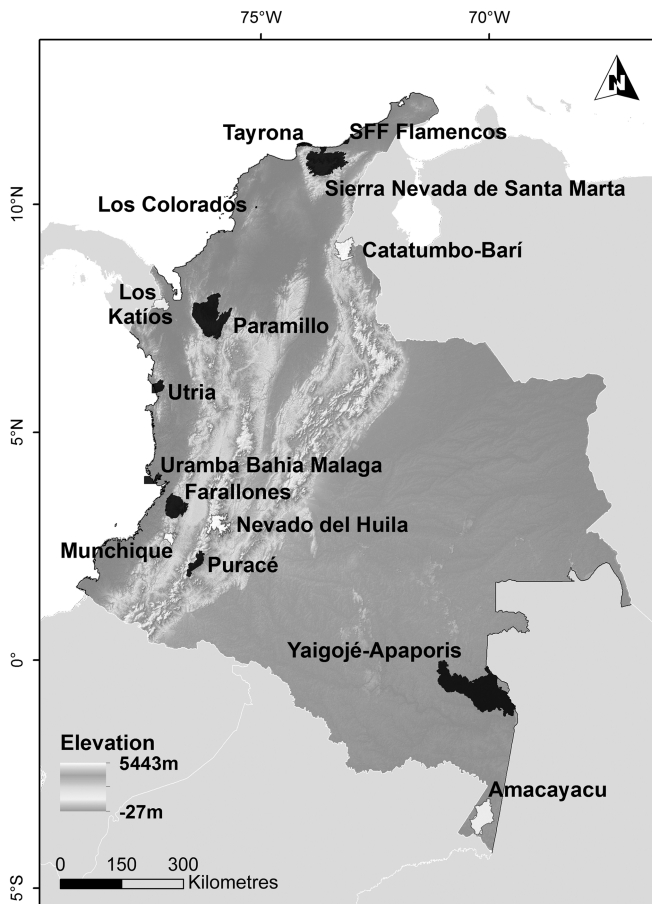 75°W
70°W
N
Tayrona
SFF Flamencos
Sierra Nevada de Santa Marta
10°N
Los Colorados
Catatumbo-Barí
Los
Katíos
Paramillo
Utria
5°N
Uramba Bahia Malaga
Farallones
Nevado del Huila
Munchique
Puracé
Yaigojé-Apaporis
0°
Elevation
5443m
-27m
Amacayacu
0 150 300
Kilometres
5°S